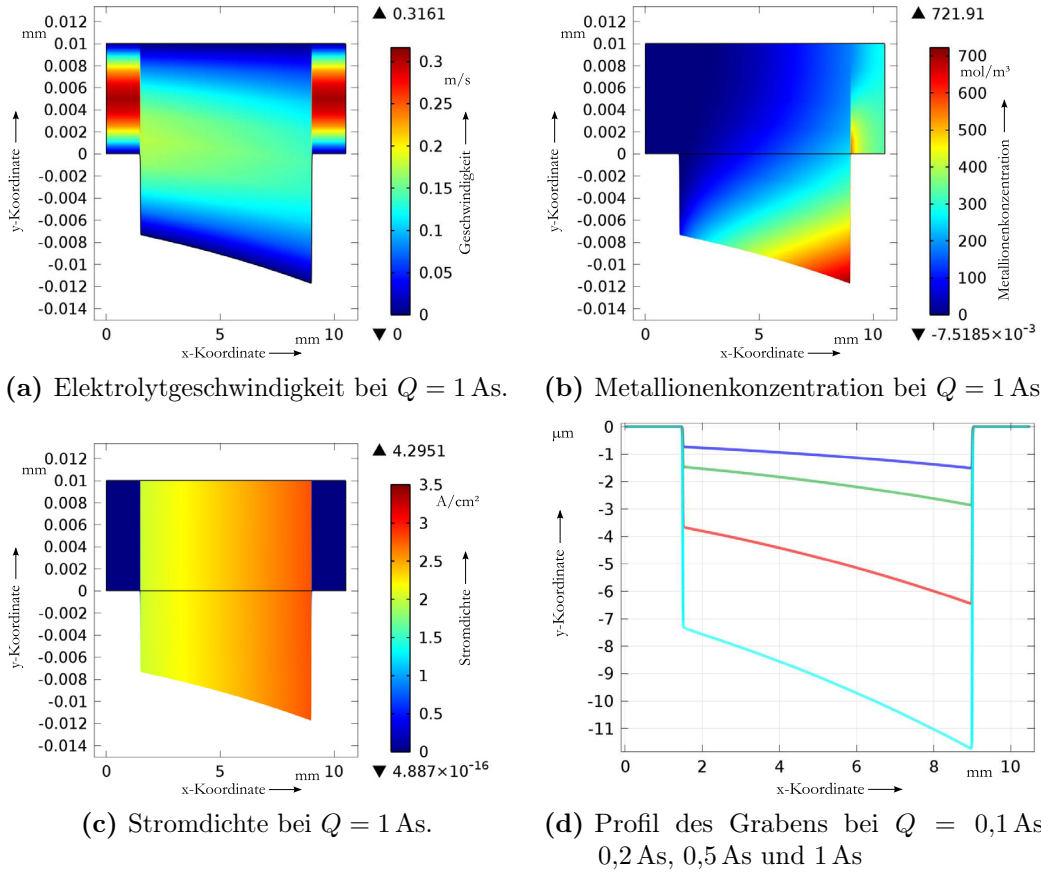 ▲ 0.3161
0.012
mm
0.01
0.008
0.006
0.004
0.002
0
-0.002
-0.004
-0.006
-0.008
-0.01
-0.012
-0.014
y-Koordinate
0 5 10
mm
x-Koordinate
0.3
m/s
0.25
0.2
0.15
0.1
0.05
0
Geschwindigkeit
▼ 0
(a) Elektrolytgeschwindigkeit bei Q = 1 As.
▲ 721.91
0.012
mm
0.01
0.008
0.006
0.004
0.002
0
-0.002
-0.004
-0.006
-0.008
-0.01
-0.012
-0.014
y-Koordinate
0 5 10
mm
x-Koordinate
700
mol/m³
600
500
400
300
200
100
0
Metallionenkonzentration
▼ -7.5185×10⁻³
(b) Metallionenkonzentration bei Q = 1 As
▲ 4.2951
0.012
mm
0.01
0.008
0.006
0.004
0.002
0
-0.002
-0.004
-0.006
-0.008
-0.01
-0.012
-0.014
y-Koordinate
0 5 10
mm
x-Koordinate
3.5
A/cm²
3
2.5
2
1.5
1
0.5
0
Stromdichte
▼ 4.887×10⁻¹⁶
(c) Stromdichte bei Q = 1 As.
0
μm
-1
-2
-3
-4
-5
-6
-7
-8
-9
-10
-11
y-Koordinate
0 2 4 6 8 mm 10
x-Koordinate
(d) Profil des Grabens bei Q = 0,1 As
0,2 As, 0,5 As und 1 As